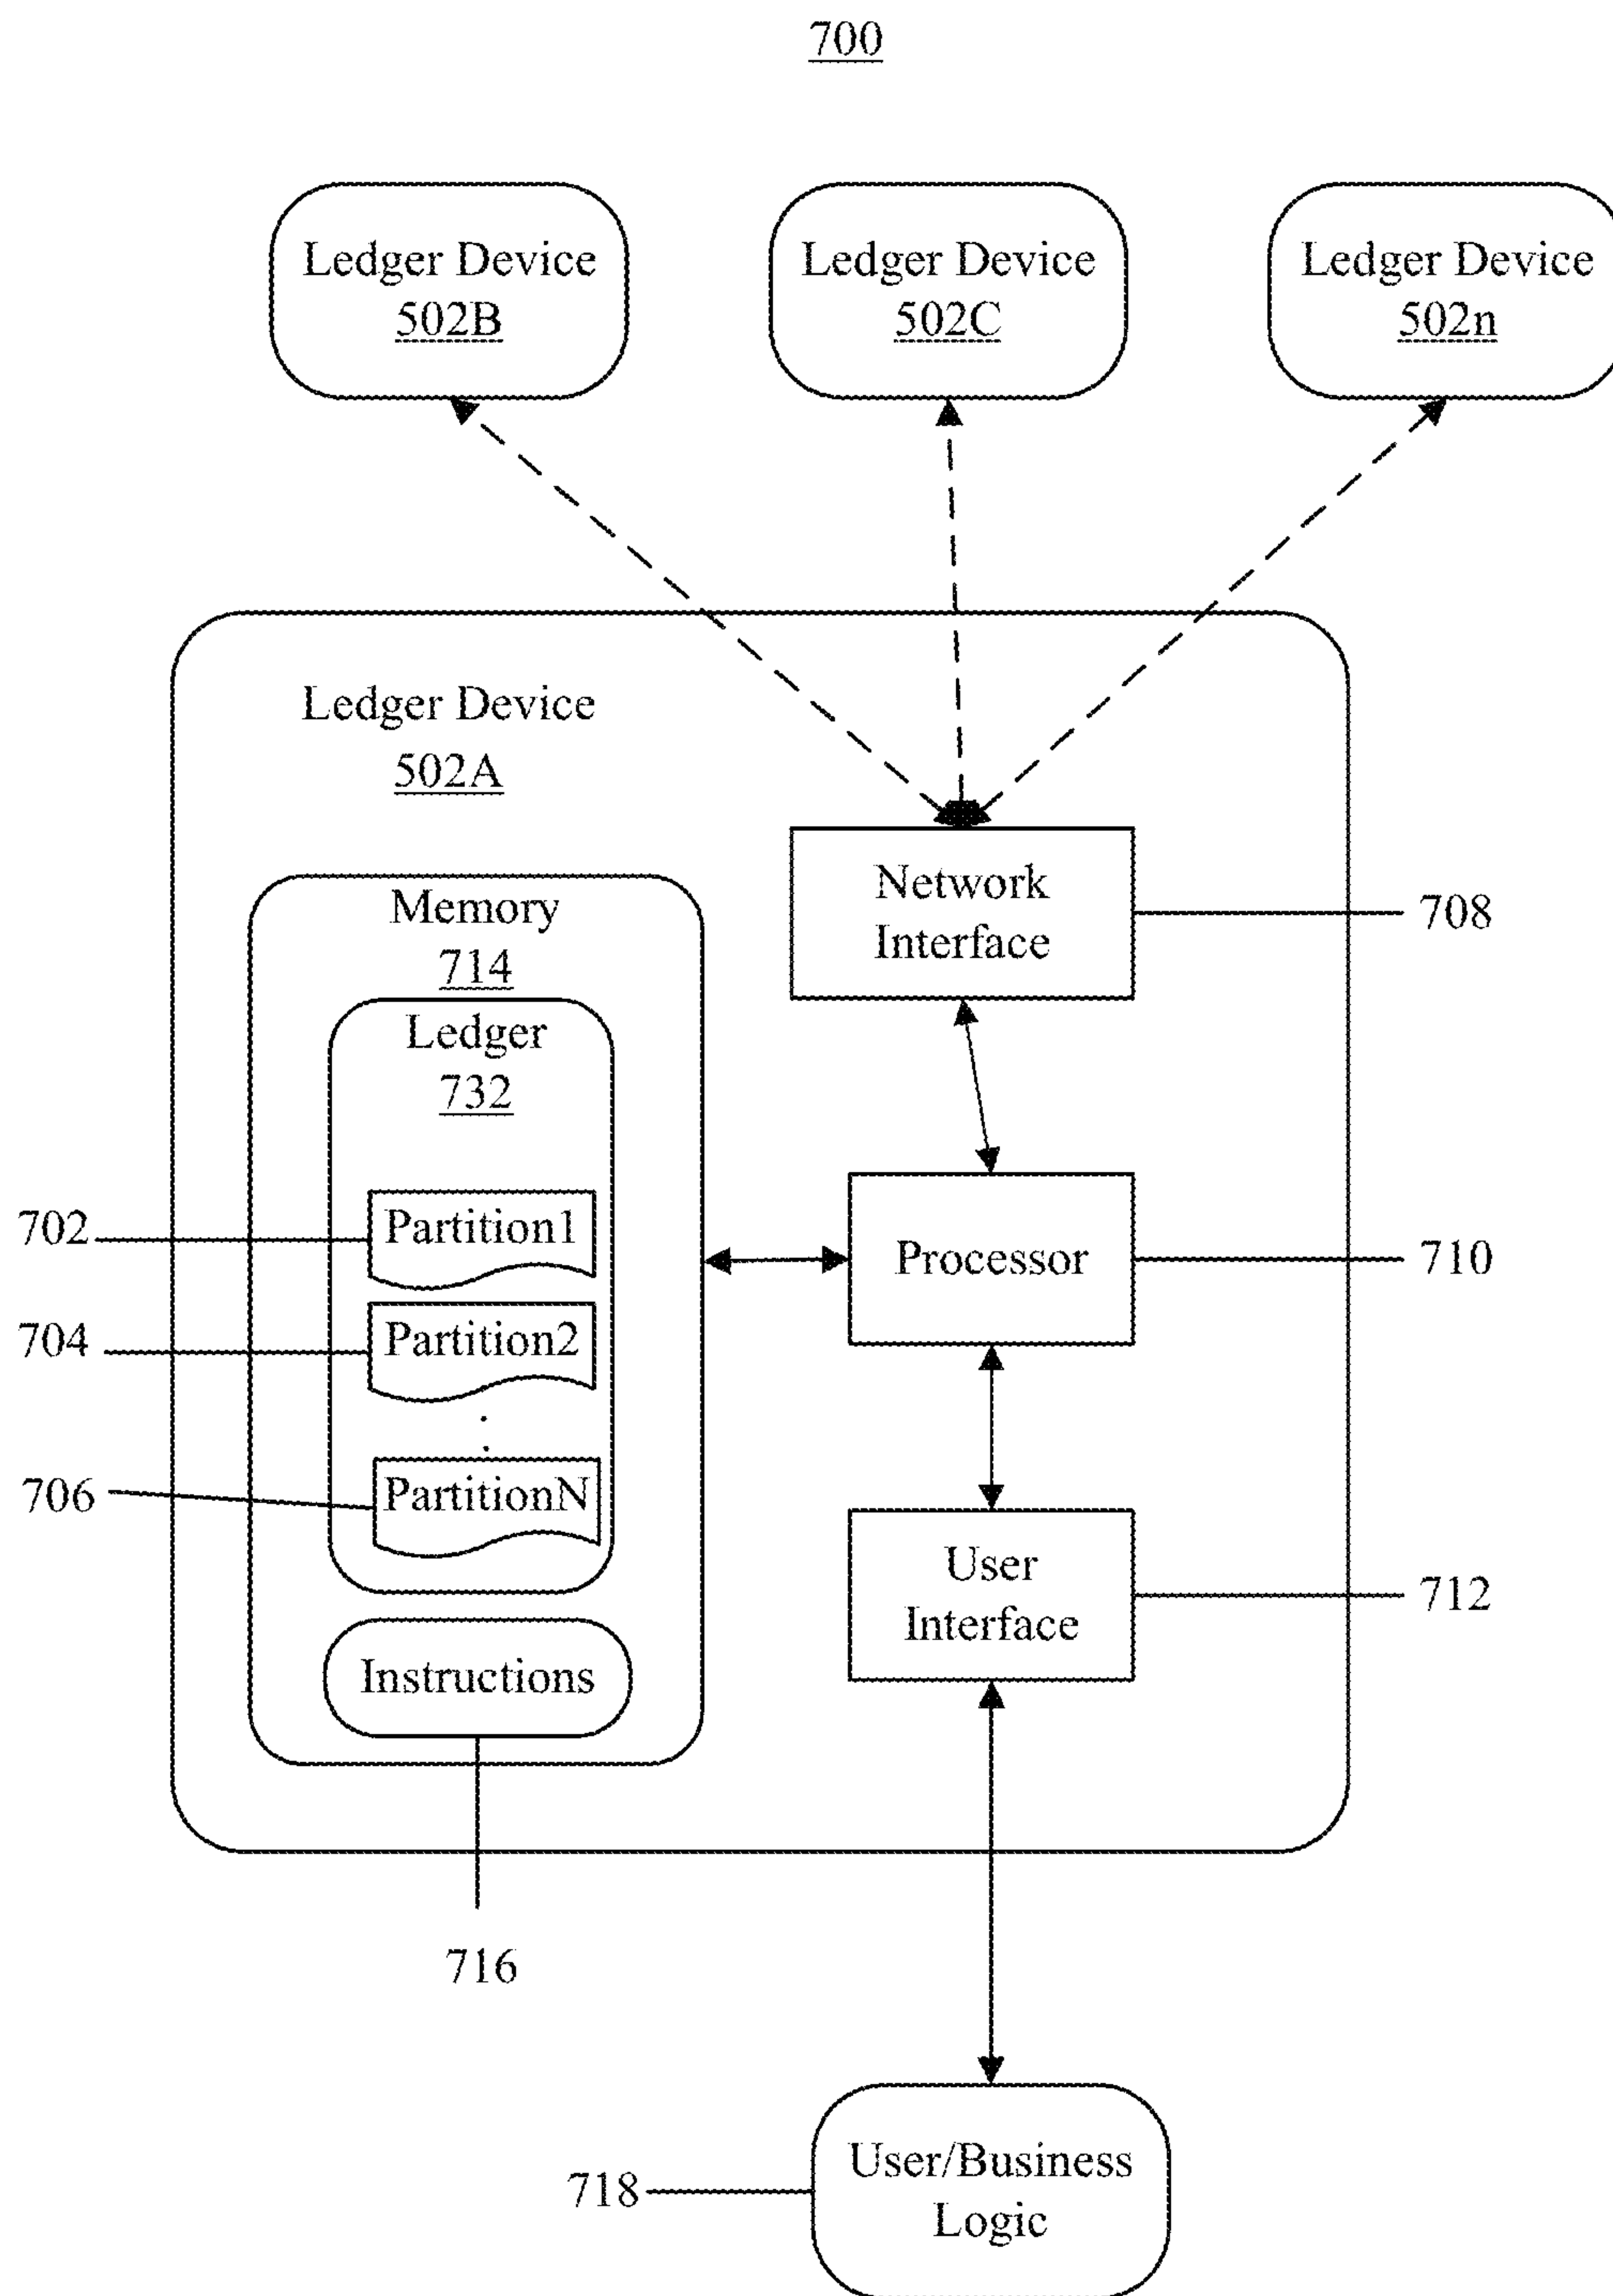 700
Ledger Device
502B
Ledger Device
502C
Ledger Device
502n
Ledger Device
502A
Network
Interface
708
Memory
714
Ledger
732
702
Partition1
Processor
710
704
Partition2
706
PartitionN
User
Interface
712
Instructions
716
718
User/Business
Logic